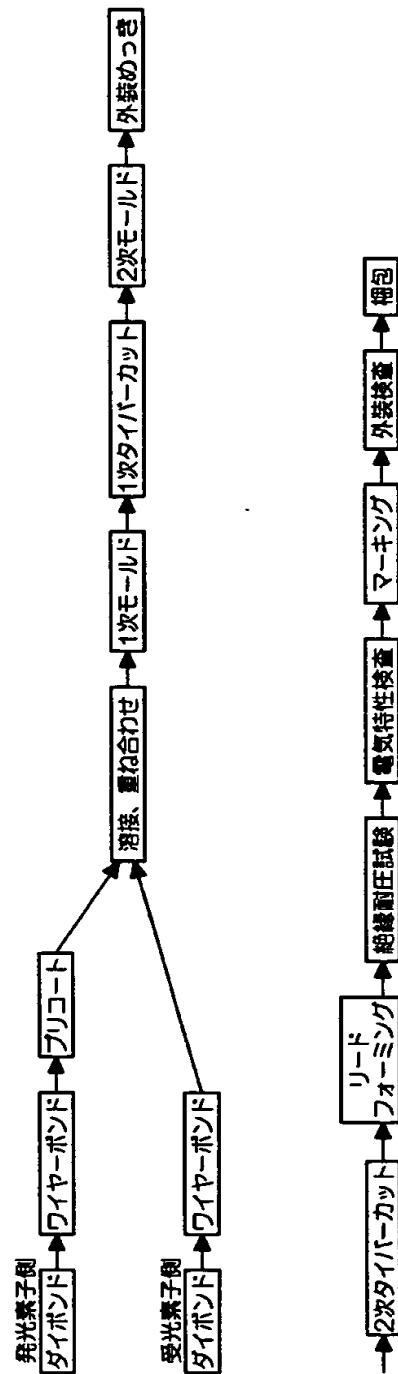 発光素子側
ダイボンド
ワイヤーボンド
プリコート
受光素子側
ダイボンド
ワイヤーボンド
溶接、重ね合わせ
1次モールド
1次タイバーカット
2次モールド
外装めっき
2次タイバーカット
リード
フォーミング
絶縁耐圧試験
電気特性検査
マーキング
外装検査
梱包